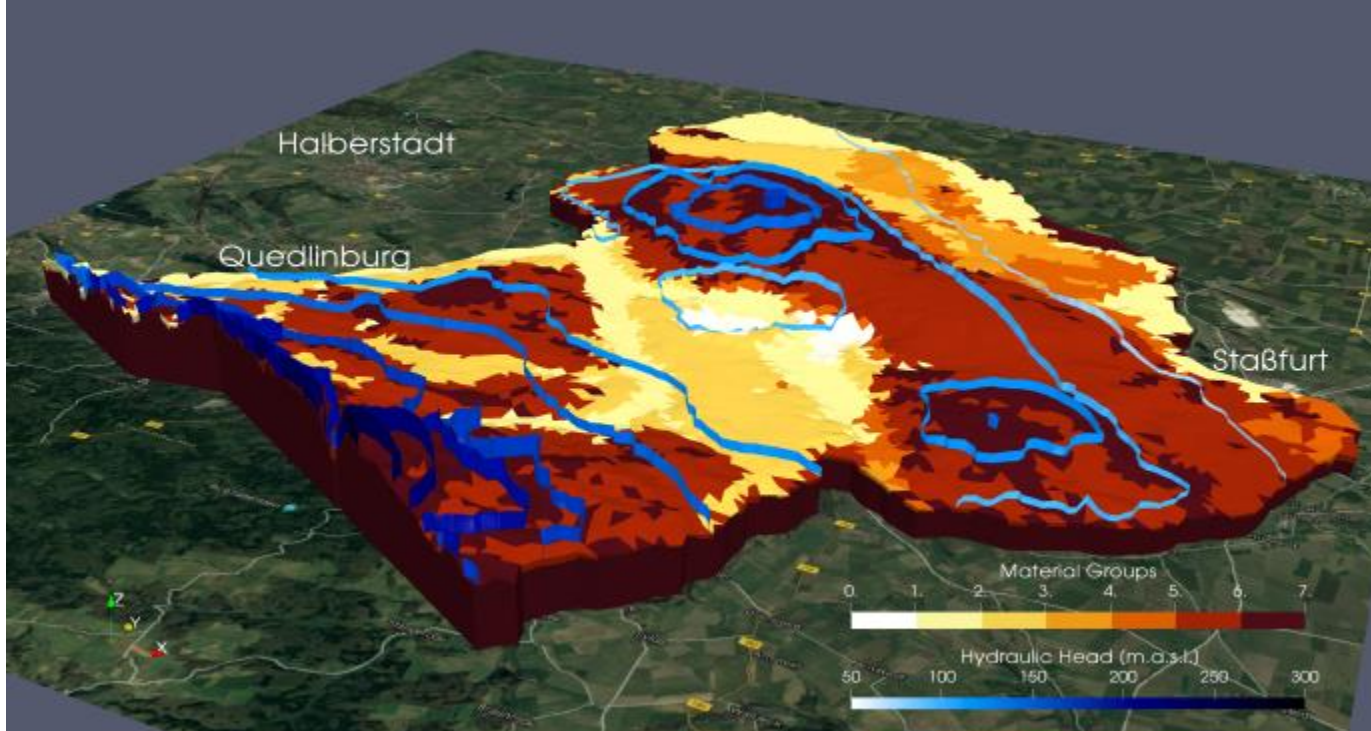 Halberstadt
Quedlinburg
Staßfurt
Material Groups
0. 1. 2. 3. 4. 5. 6. 7.
Hydraulic Head (m.a.s.l.)
50 100 150 200 250 300
Z
Y
X